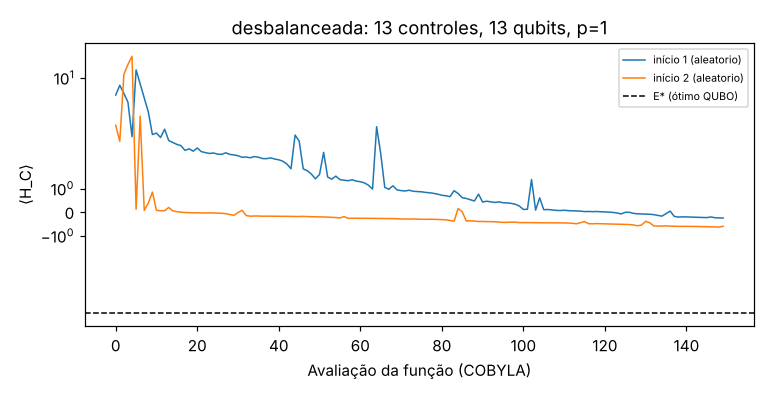 desbalanceada: 13 controles, 13 qubits, p=1
início 1 (aleatorio)
início 2 (aleatorio)
E* (ótimo QUBO)
⟨H_C⟩
10¹
10⁰
0
−10⁰
0 20 40 60 80 100 120 140
Avaliação da função (COBYLA)